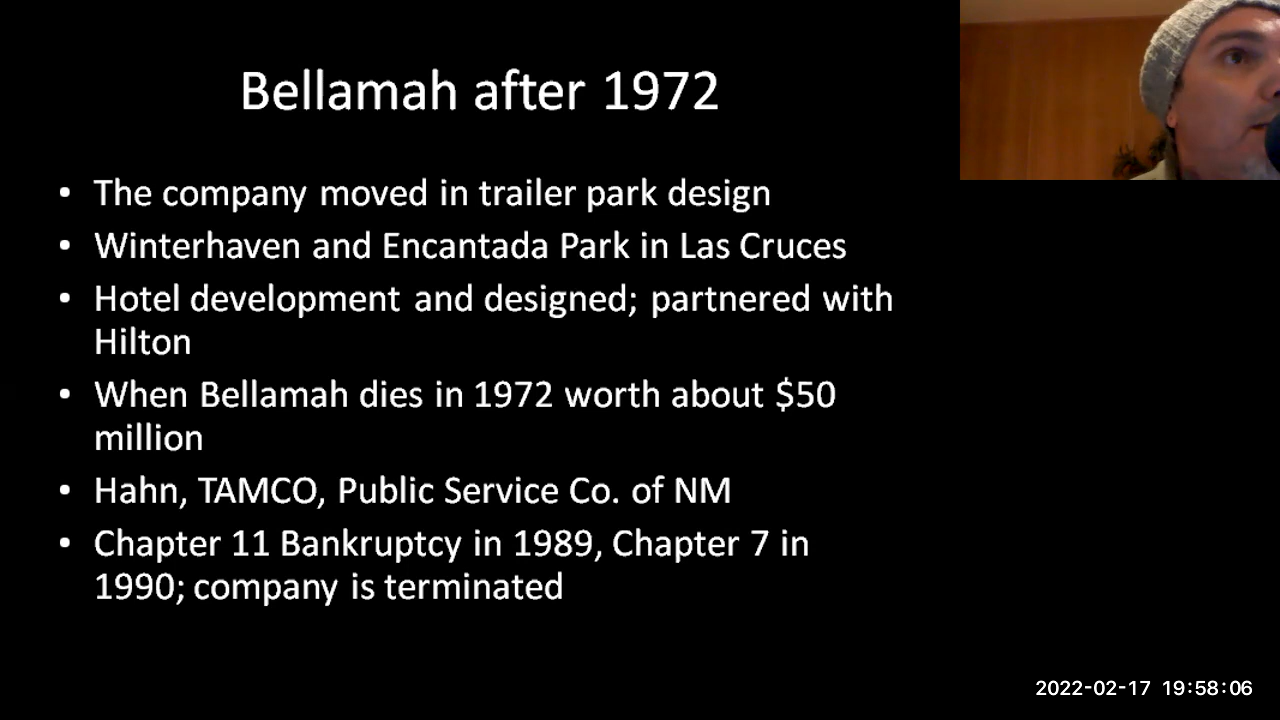 Bellamah after 1972
• The company moved in trailer park design
• Winterhaven and Encantada Park in Las Cruces
• Hotel development and designed; partnered with
Hilton
• When Bellamah dies in 1972 worth about $50
million
• Hahn, TAMCO, Public Service Co. of NM
• Chapter 11 Bankruptcy in 1989, Chapter 7 in
1990; company is terminated
2022-02-17 19:58:06